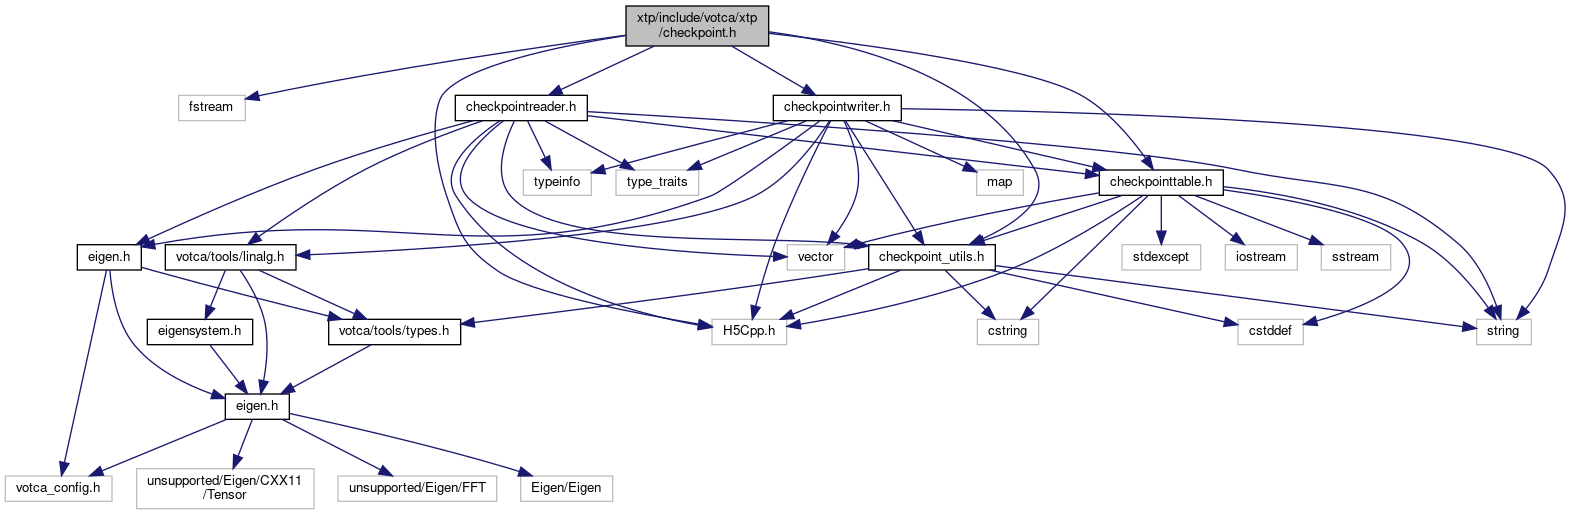 xtp/include/votca/xtp
/checkpoint.h
fstream
checkpointreader.h
checkpointwriter.h
typeinfo
type_traits
map
checkpointtable.h
eigen.h
votca/tools/linalg.h
vector
checkpoint_utils.h
stdexcept
iostream
sstream
eigensystem.h
votca/tools/types.h
H5Cpp.h
cstring
cstddef
string
eigen.h
votca_config.h
unsupported/Eigen/CXX11
/Tensor
unsupported/Eigen/FFT
Eigen/Eigen